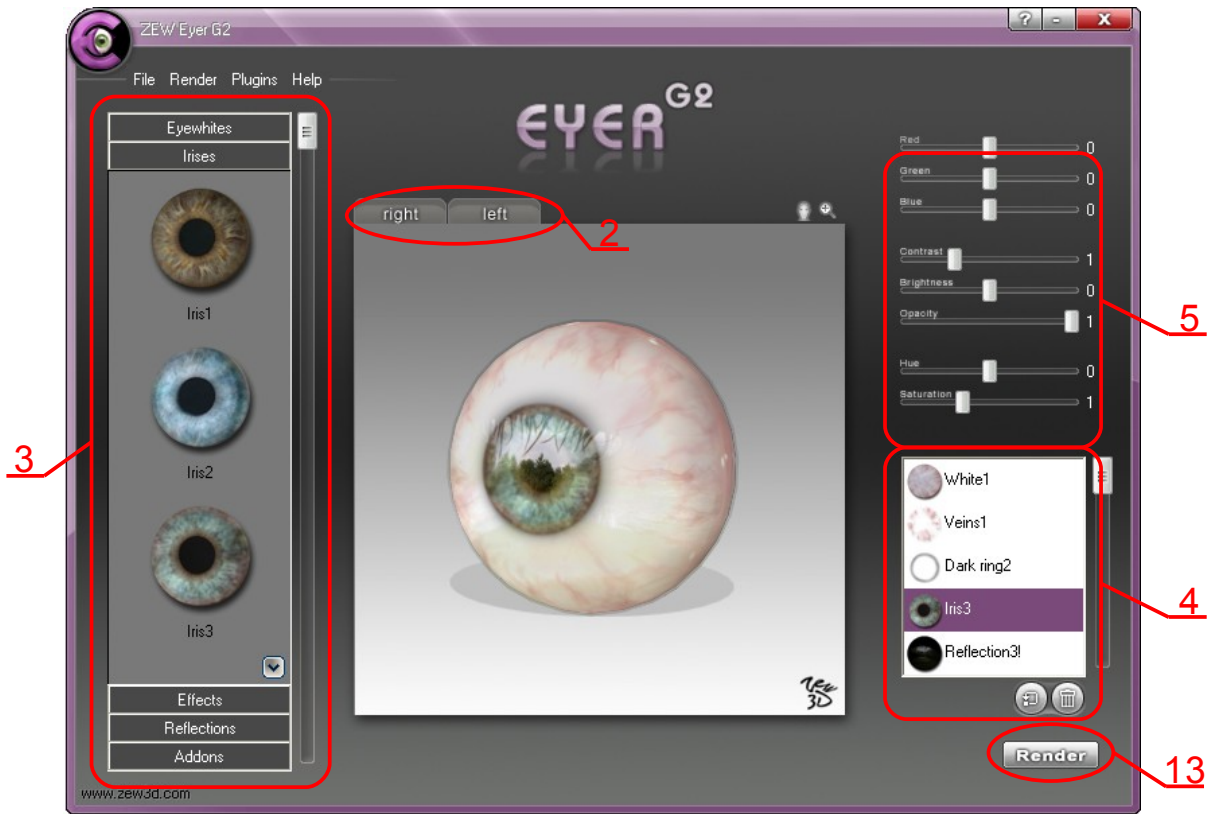 ZEW Eyer G2
? - X
File Render Plugins Help
EYER G2
Eyewhites
Irises
Iris1
Iris2
Iris3
Effects
Reflections
Addons
www.zew3d.com
3
right left
2
Red 0
Green 0
Blue 0
Contrast 1
Brightness 0
Opacity 1
Hue 0
Saturation 1
5
White1
Veins1
Dark ring2
Iris3
Reflection3!
4
Zew
3D
Render
13